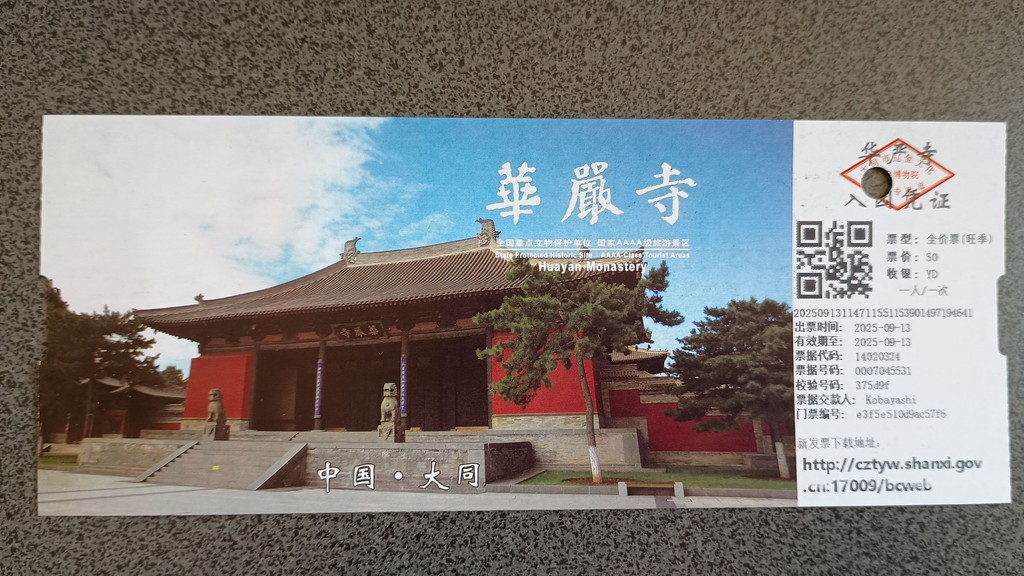 華嚴寺
全国重点文物保护单位 国家AAAA级旅游景区
State Protected Historic Site AAAA-Class Tourist Areas
Huayan Monastery
中国·大同
华严寺
博物院
入园凭证
票型: 全价票(旺季)
票价: 50
收银: YD
一人/一次
2025091311471155115390149719464​1
出票时间: 2025-09-13
有效期至: 2025-09-13
票据代码: 14020324
票据号码: 0007045531
校验号码: 375d9f
票据交款人: Kobayashi
门票编号: e3f5e510d9ac57f6
新发票下载地址:
http://cztyw.shanxi.gov
.cn:17009/bcweb